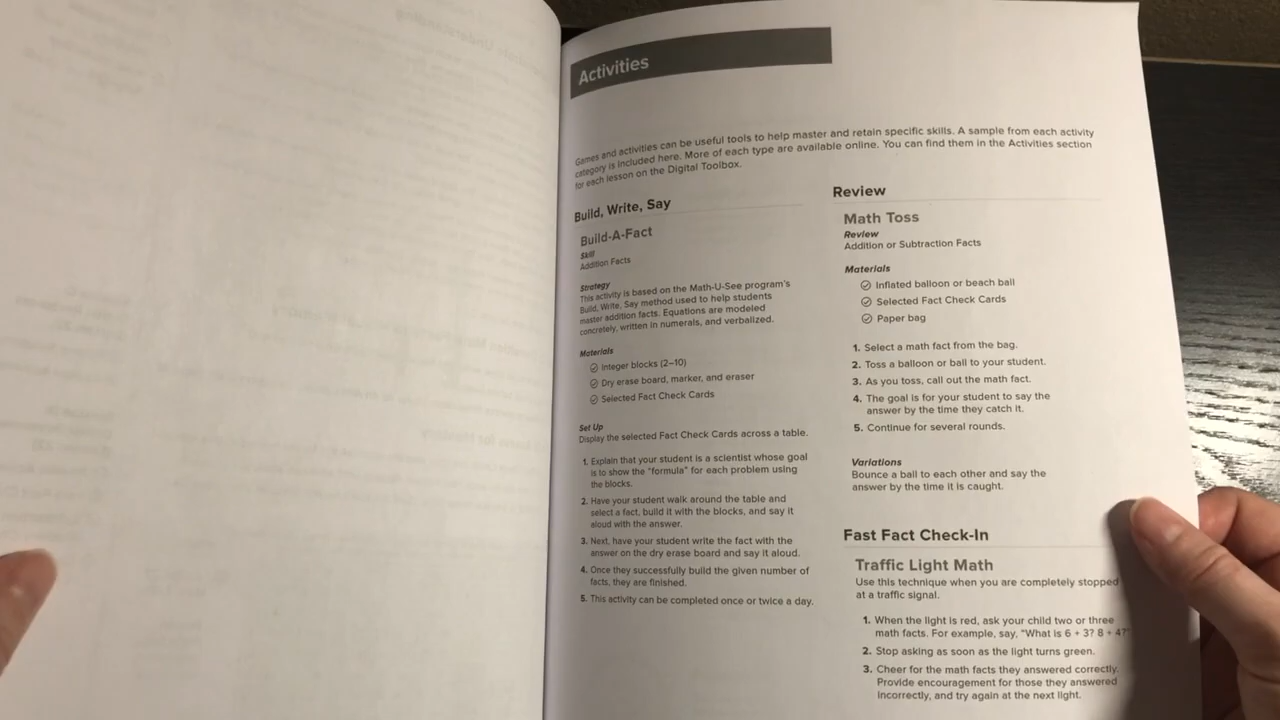 Activities
Games and activities can be useful tools to help master and retain specific skills. A sample from each activity
category is included here. More of each type are available online. You can find them in the Activities section
for each lesson on the Digital Toolbox.
Build, Write, Say
Build-A-Fact
Skill
Addition Facts
Strategy
This activity is based on the Math-U-See program's
Build, Write, Say method used to help students
master addition facts. Equations are modeled
concretely, written in numerals, and verbalized.
Materials
Integer blocks (2–10)
Dry erase board, marker, and eraser
Selected Fact Check Cards
Set Up
Display the selected Fact Check Cards across a table.
1. Explain that your student is a scientist whose goal
is to show the "formula" for each problem using
the blocks.
2. Have your student walk around the table and
select a fact, build it with the blocks, and say it
aloud with the answer.
3. Next, have your student write the fact with the
answer on the dry erase board and say it aloud.
4. Once they successfully build the given number of
facts, they are finished.
5. This activity can be completed once or twice a day.
Review
Math Toss
Review
Addition or Subtraction Facts
Materials
Inflated balloon or beach ball
Selected Fact Check Cards
Paper bag
1. Select a math fact from the bag.
2. Toss a balloon or ball to your student.
3. As you toss, call out the math fact.
4. The goal is for your student to say the
answer by the time they catch it.
5. Continue for several rounds.
Variations
Bounce a ball to each other and say the
answer by the time it is caught.
Fast Fact Check-In
Traffic Light Math
Use this technique when you are completely stopped
at a traffic signal.
1. When the light is red, ask your child two or three
math facts. For example, say, "What is 6 + 3? 8 + 4?"
2. Stop asking as soon as the light turns green.
3. Cheer for the math facts they answered correctly.
Provide encouragement for those they answered
incorrectly, and try again at the next light.